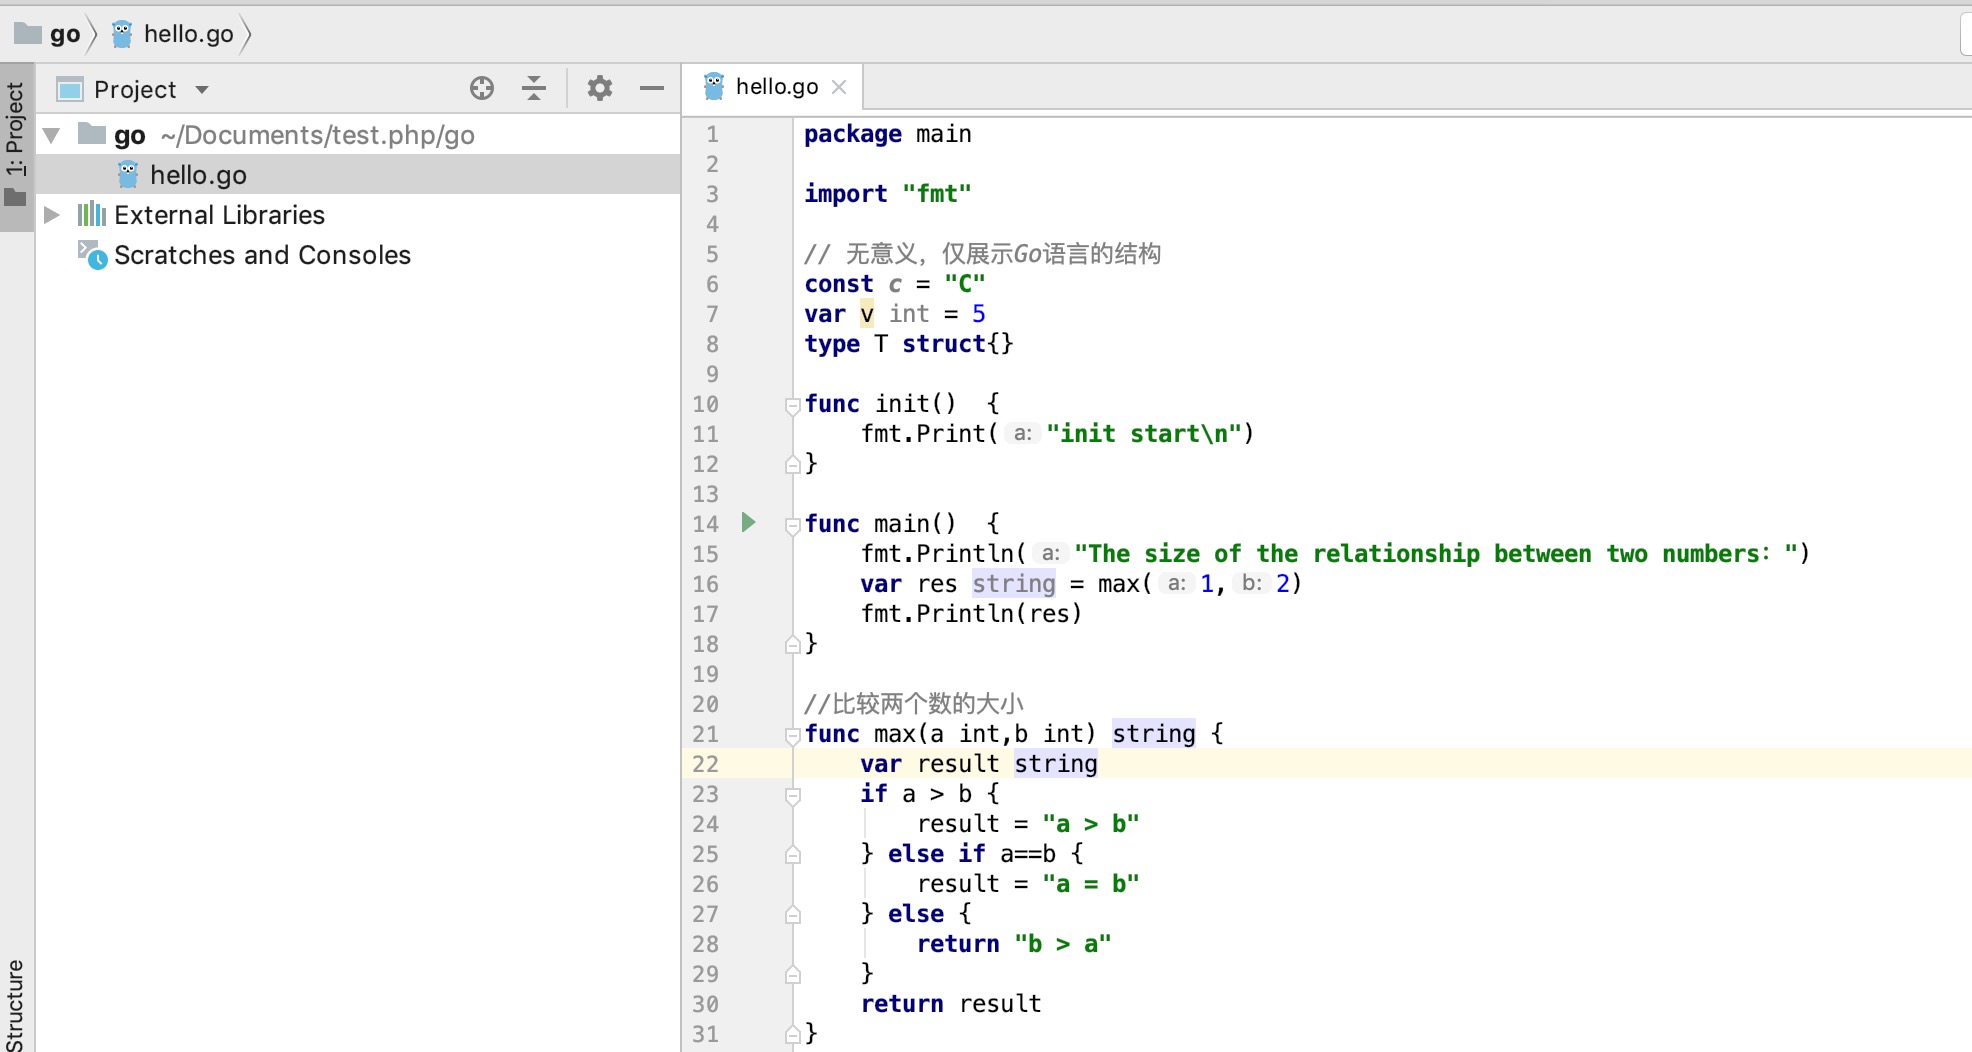 go hello.go
1: Project
Structure
Project
go ~/Documents/test.php/go
hello.go
External Libraries
Scratches and Consoles
hello.go
1 package main
2
3 import "fmt"
4
5 // 无意义，仅展示Go语言的结构
6 const c = "C"
7 var v int = 5
8 type T struct{}
9
10 func init()  {
11     fmt.Print( a: "init start\n")
12 }
13
14 func main()  {
15     fmt.Println( a: "The size of the relationship between two numbers：")
16     var res string = max( a: 1, b: 2)
17     fmt.Println(res)
18 }
19
20 //比较两个数的大小
21 func max(a int,b int) string {
22     var result string
23     if a > b {
24         result = "a > b"
25     } else if a==b {
26         result = "a = b"
27     } else {
28         return "b > a"
29     }
30     return result
31 }